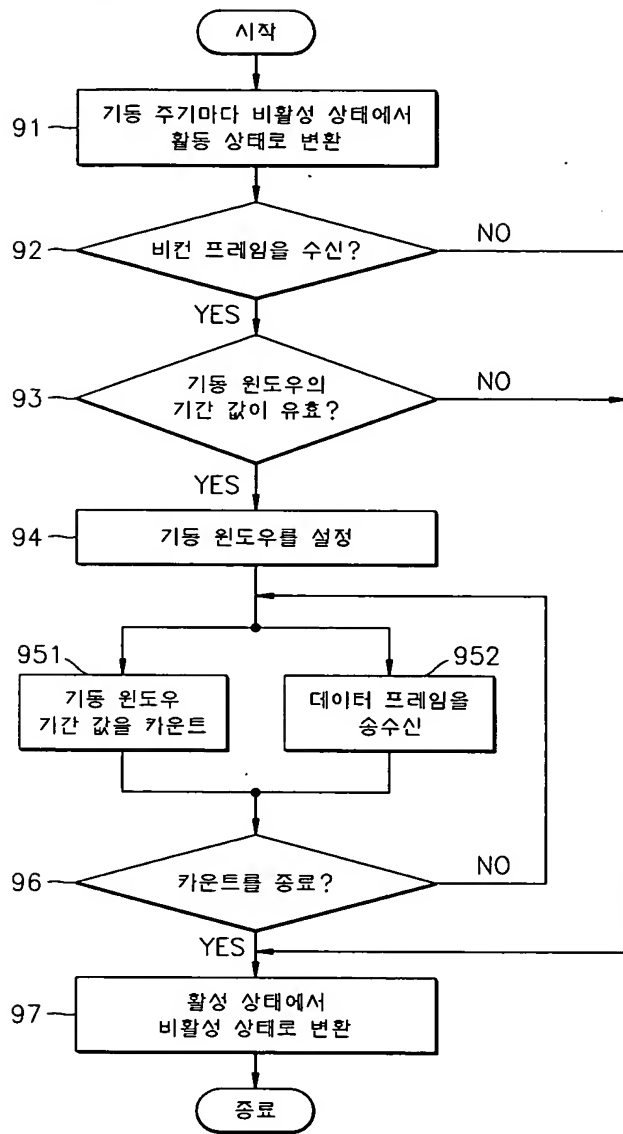 시작
91
기동 주기마다 비활성 상태에서
활동 상태로 변환
92
비컨 프레임을 수신?
NO
YES
93
기동 윈도우의
기간 값이 유효?
NO
YES
94
기동 윈도우를 설정
951
기동 윈도우
기간 값을 카운트
952
데이터 프레임을
송수신
96
카운트를 종료?
NO
YES
97
활성 상태에서
비활성 상태로 변환
종료